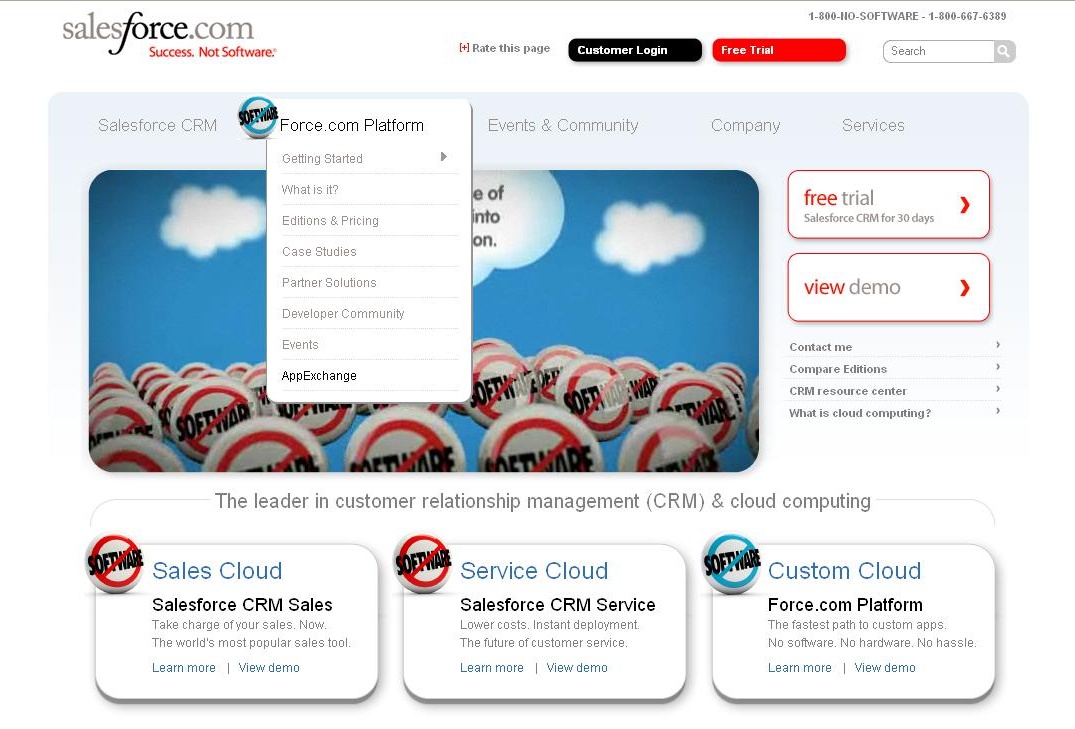 1-800-NO-SOFTWARE - 1-800-667-6389
salesforce.com
Success. Not Software.
[+] Rate this page
Customer Login
Free Trial
Search
Salesforce CRM
SOFTWARE
Force.com Platform
Events & Community
Company
Services
Getting Started
What is it?
Editions & Pricing
Case Studies
Partner Solutions
Developer Community
Events
AppExchange
e of
into
on.
SOFTWARE
SOFTWARE
SOFTWARE
SOFTWARE
SOFTWARE
free trial
Salesforce CRM for 30 days
view demo
Contact me
Compare Editions
CRM resource center
What is cloud computing?
The leader in customer relationship management (CRM) & cloud computing
SOFTWARE
Sales Cloud
Salesforce CRM Sales
Take charge of your sales. Now.
The world's most popular sales tool.
Learn more | View demo
SOFTWARE
Service Cloud
Salesforce CRM Service
Lower costs. Instant deployment.
The future of customer service.
Learn more | View demo
SOFTWARE
Custom Cloud
Force.com Platform
The fastest path to custom apps.
No software. No hardware. No hassle.
Learn more | View demo